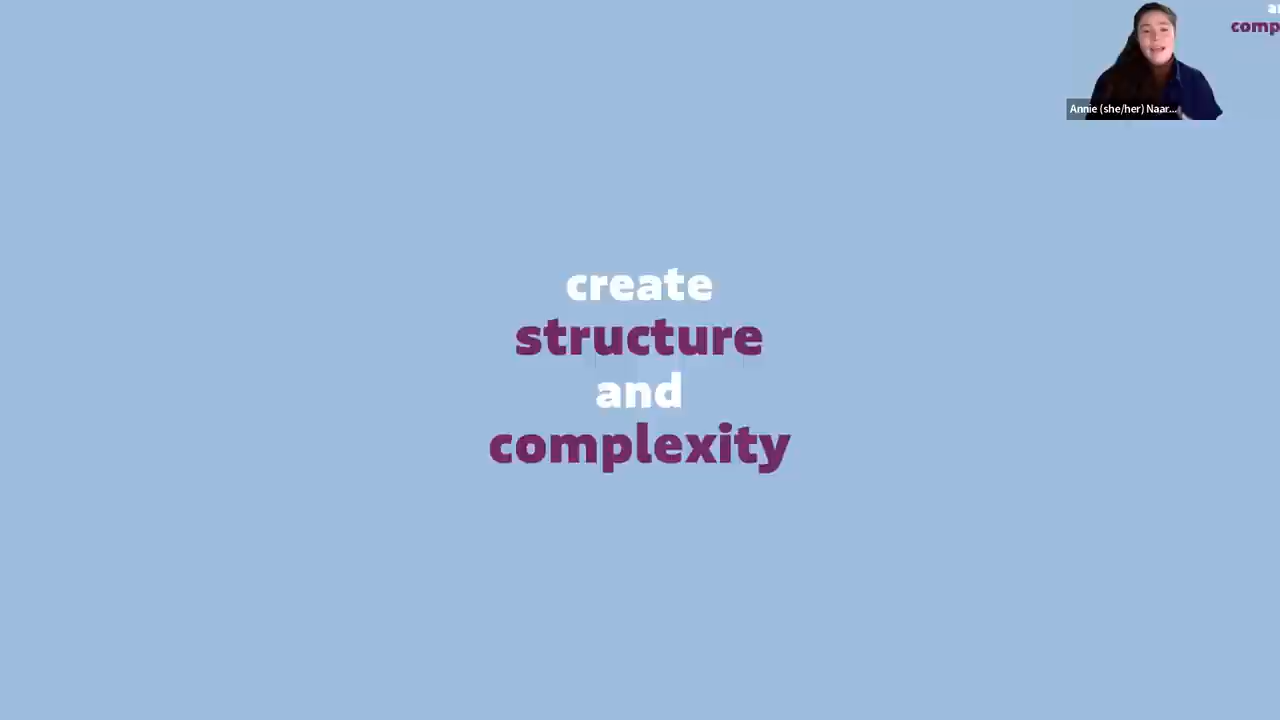 create
structure
and
complexity
Annie (she/her) Naar...
comp